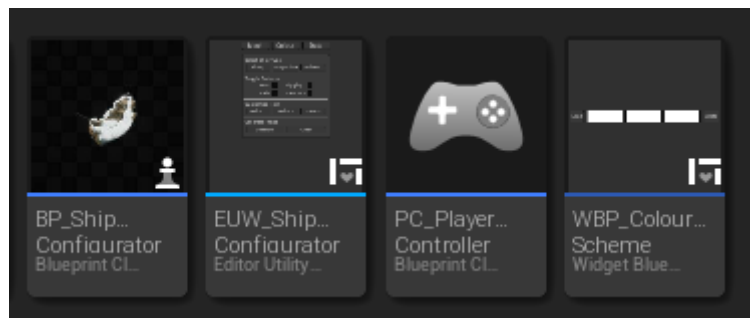 BP_Ship...
Configurator
Blueprint Cl...
EUW_Ship...
Configurator
Editor Utility...
PC_Player...
Controller
Blueprint Cl...
WBP_Colour...
Scheme
Widget Blue...